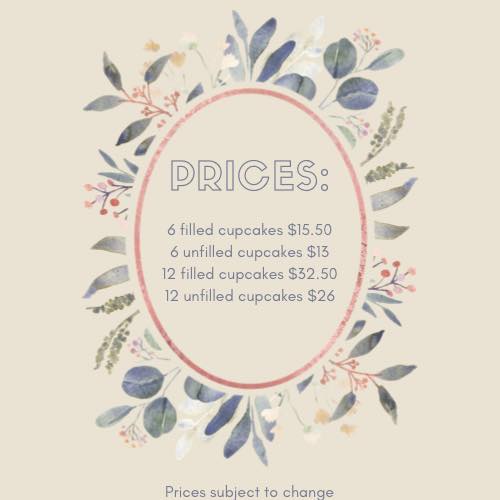 PRICES:
6 filled cupcakes $15.50
6 unfilled cupcakes $13
12 filled cupcakes $32.50
12 unfilled cupcakes $26
Prices subject to change